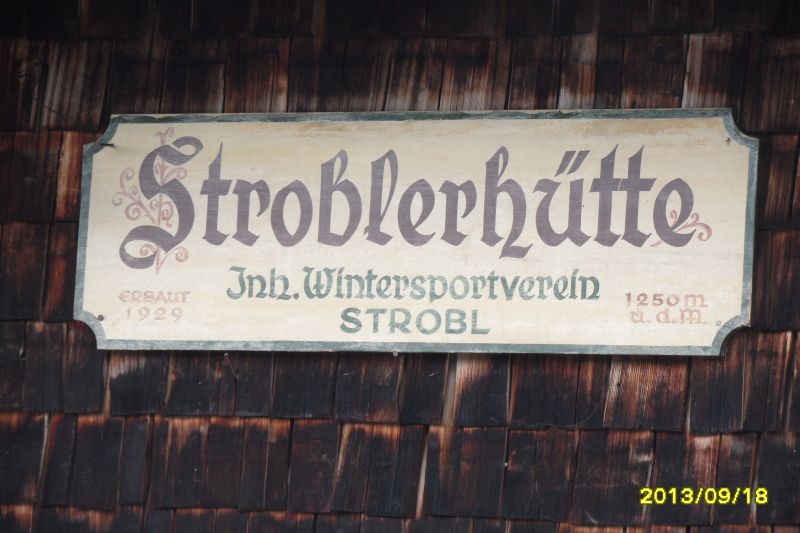 Stroblerhütte
Inh. Wintersportverein
STROBL
ERBAUT
1929
1250 m
ü.d.M.
2013/09/18